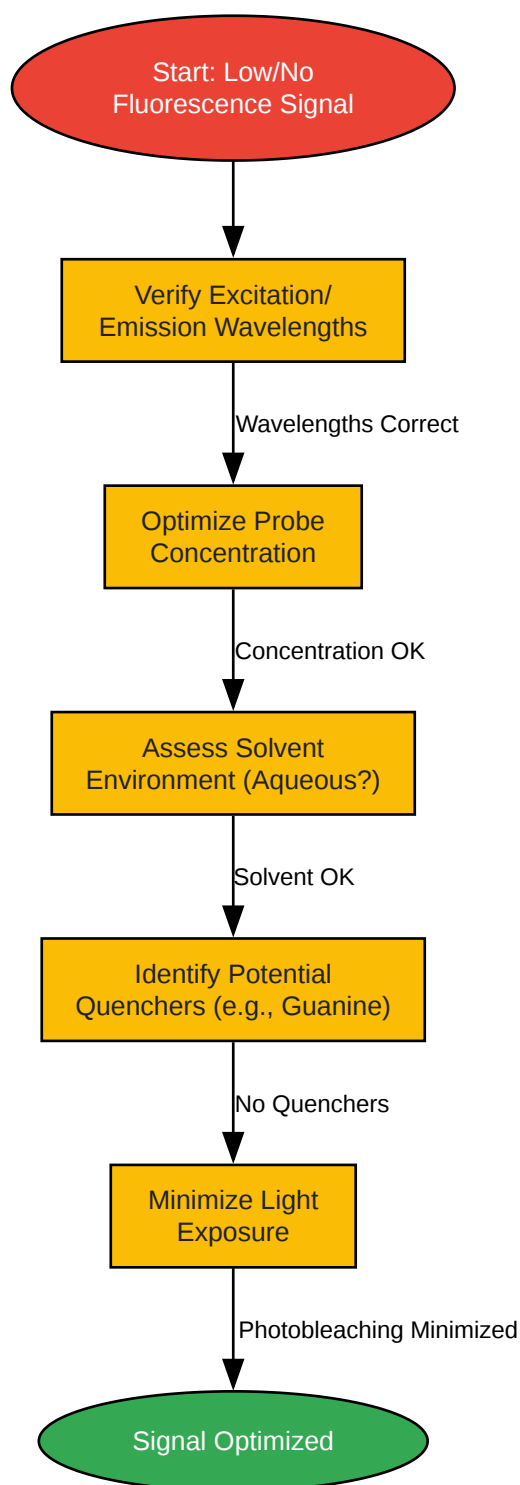 Start: Low/No
Fluorescence Signal
Verify Excitation/
Emission Wavelengths
Wavelengths Correct
Optimize Probe
Concentration
Concentration OK
Assess Solvent
Environment (Aqueous?)
Solvent OK
Identify Potential
Quenchers (e.g., Guanine)
No Quenchers
Minimize Light
Exposure
Photobleaching Minimized
Signal Optimized